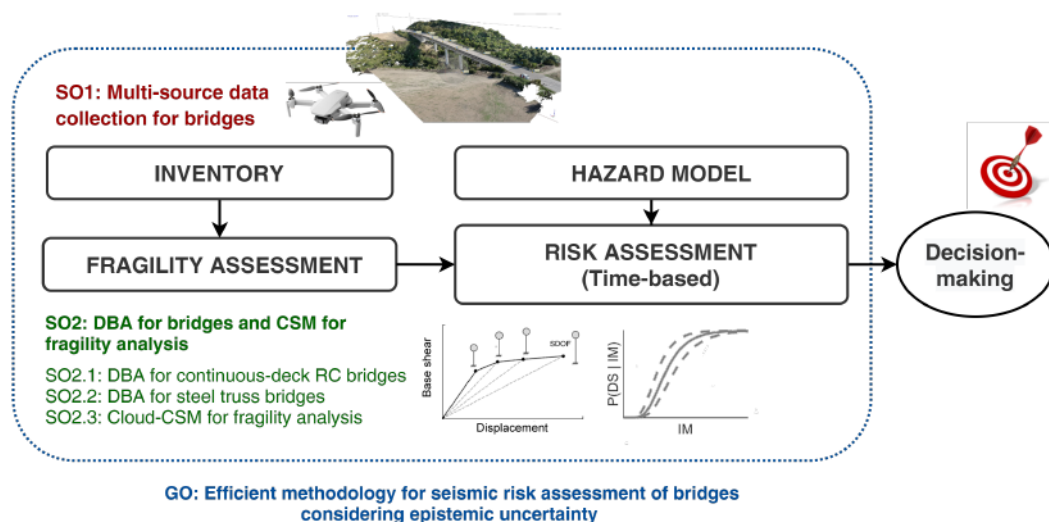 SO1: Multi-source data
collection for bridges
INVENTORY
HAZARD MODEL
FRAGILITY ASSESSMENT
RISK ASSESSMENT
(Time-based)
Decision-
making
SO2: DBA for bridges and CSM for
fragility analysis
SO2.1: DBA for continuous-deck RC bridges
SO2.2: DBA for steel truss bridges
SO2.3: Cloud-CSM for fragility analysis
Base shear
SDOF
Displacement
P(DS | IM)
IM
GO: Efficient methodology for seismic risk assessment of bridges
considering epistemic uncertainty